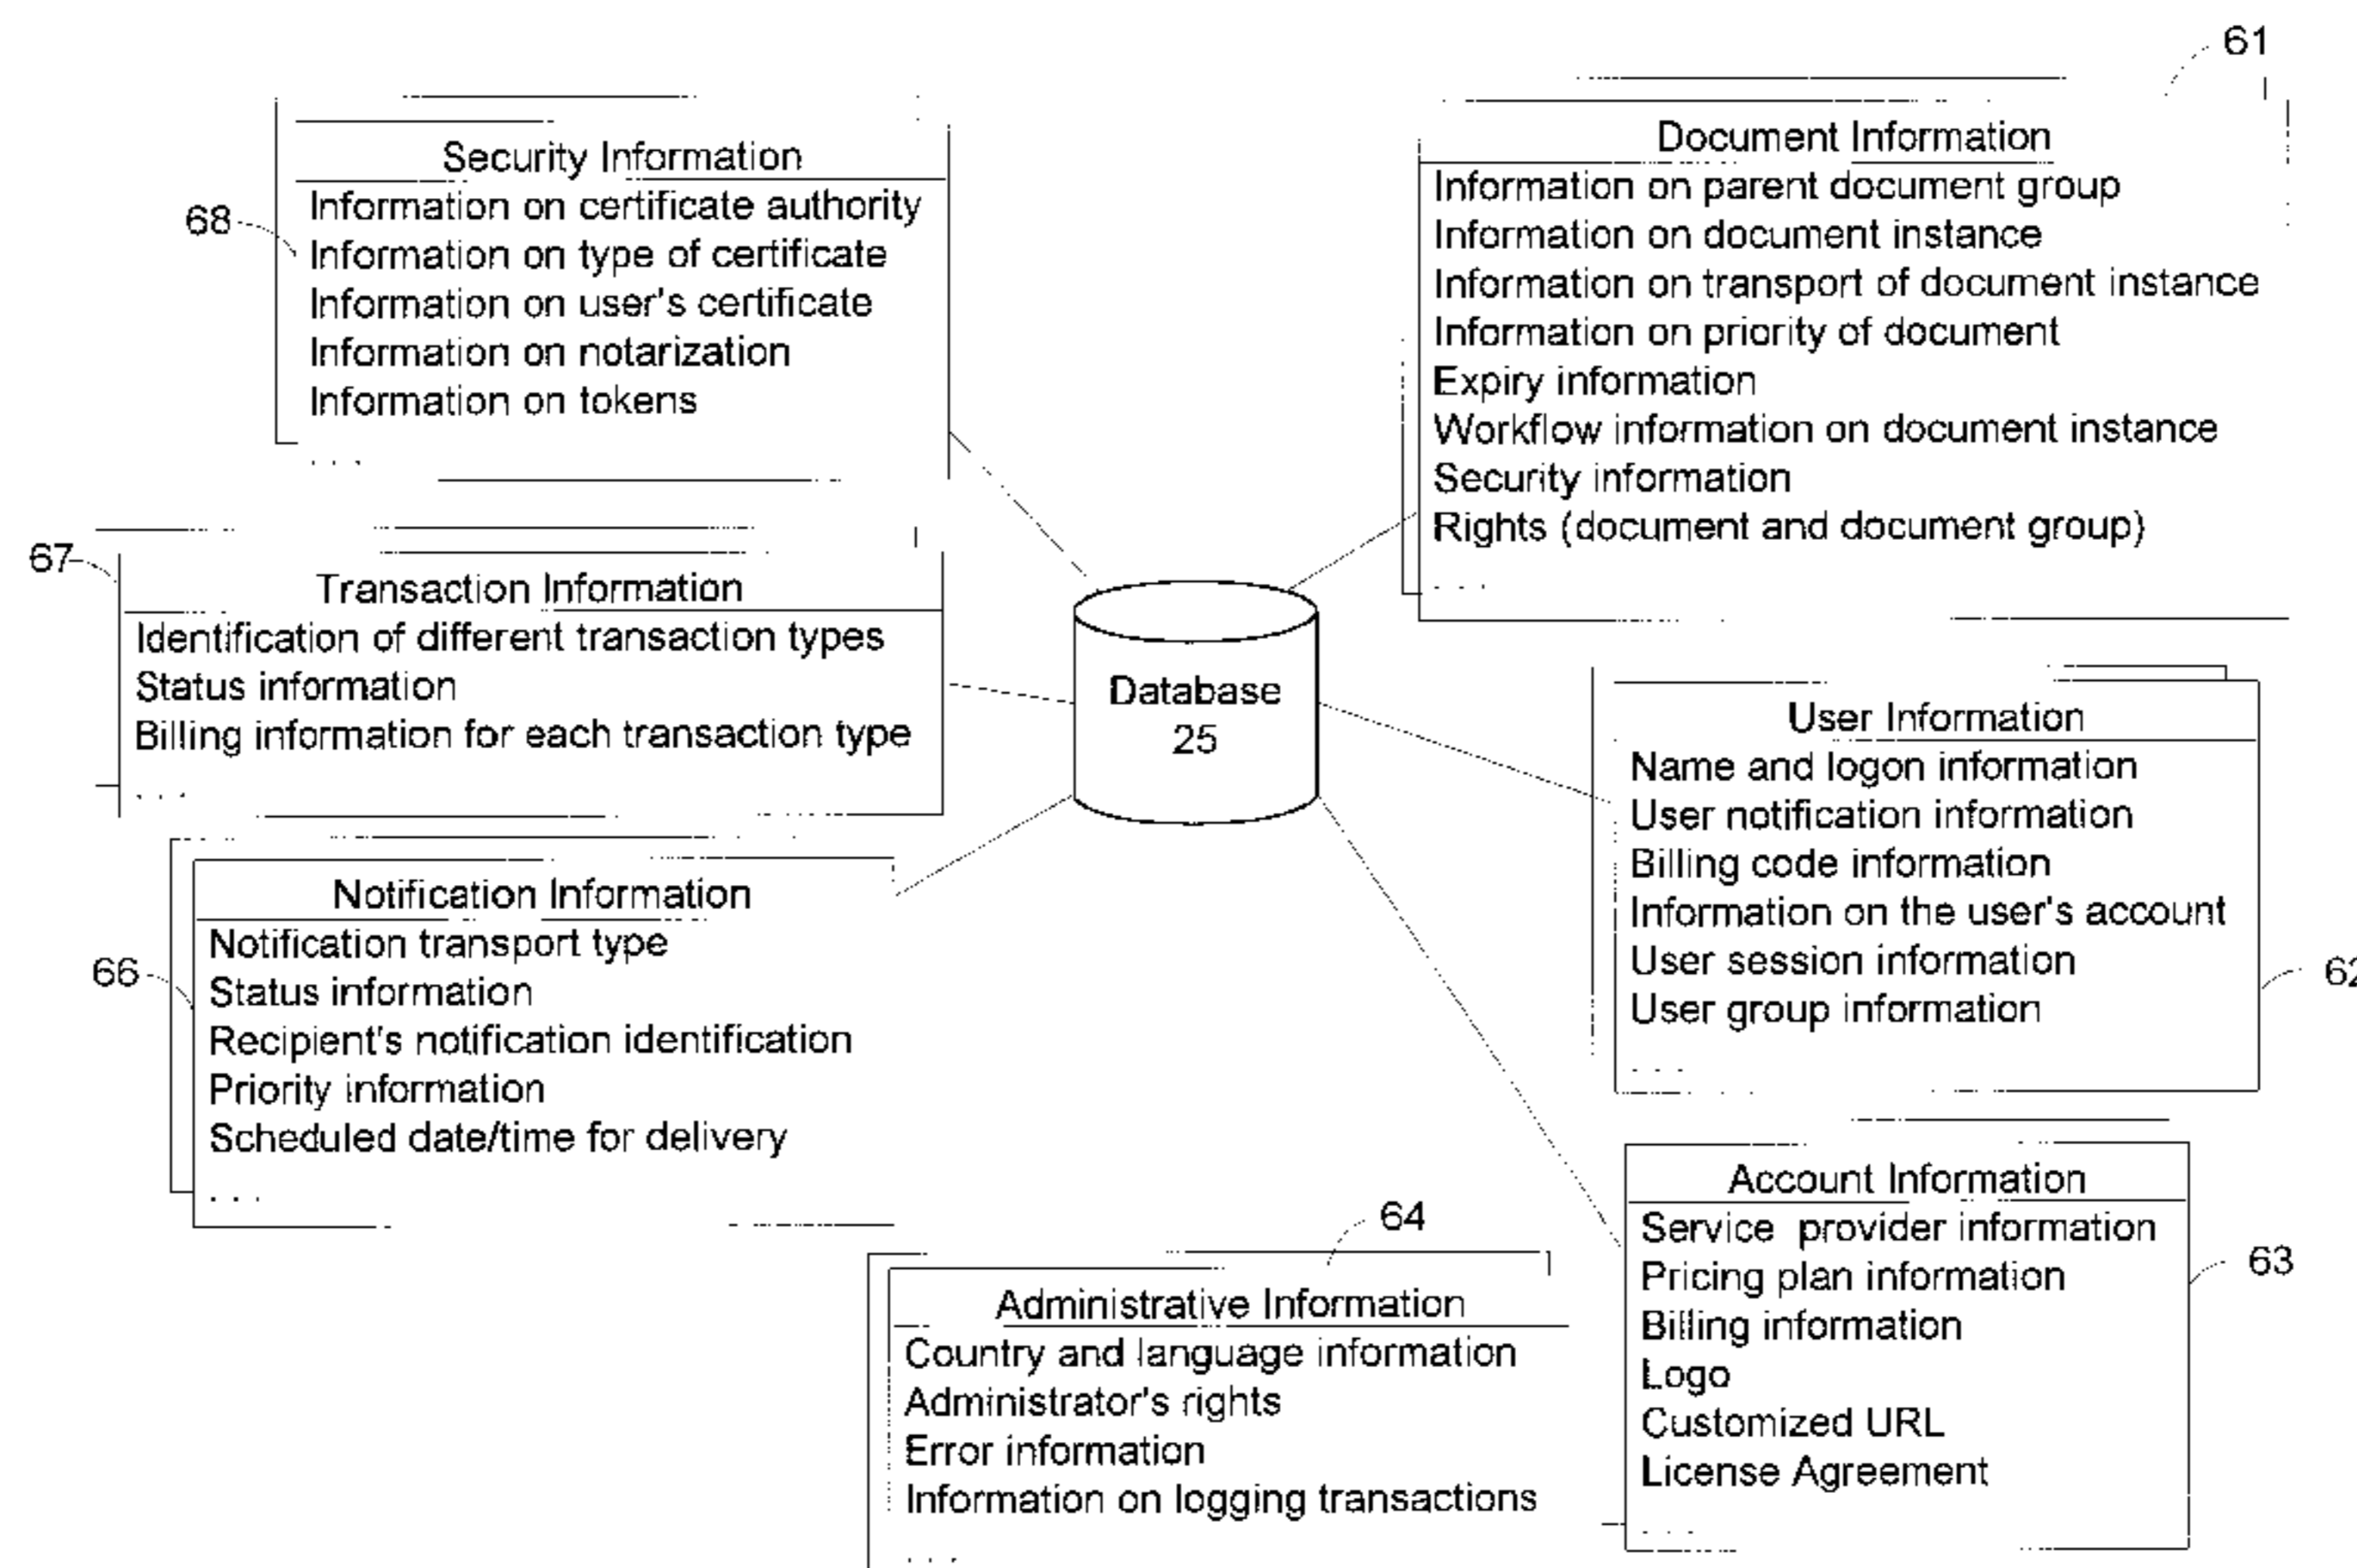 61
Document Information
Information on parent document group
Information on document instance
Information on transport of document instance
Information on priority of document
Expiry information
Workflow information on document instance
Security information
Rights (document and document group)
. . .
Security Information
68
Information on certificate authority
Information on type of certificate
Information on user's certificate
Information on notarization
Information on tokens
. . .
67
Transaction Information
Identification of different transaction types
Status information
Billing information for each transaction type
. . .
Database
25
User Information
Name and logon information
User notification information
Billing code information
Information on the user's account
User session information
User group information
. . .
62
Notification Information
66
Notification transport type
Status information
Recipient's notification identification
Priority information
Scheduled date/time for delivery
. . .
64
Administrative Information
Country and language information
Administrator's rights
Error information
Information on logging transactions
. . .
Account Information
63
Service provider information
Pricing plan information
Billing information
Logo
Customized URL
License Agreement
. . .